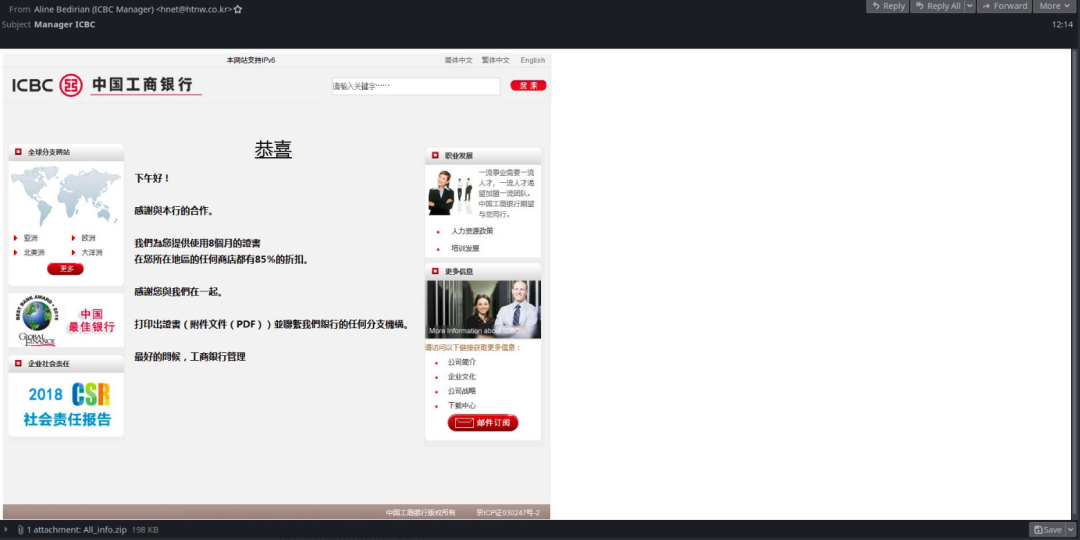 From Aline Bedirian (ICBC Manager) <hnet@htnw.co.kr>
Reply
Reply All
Forward
More
Subject Manager ICBC
12:14
本网站支持IPv6
简体中文 繁体中文 English
ICBC 中国工商银行
请输入关键字……
搜 索
恭喜
下午好！
感謝與本行的合作。
我們為您提供使用8個月的證書
在您所在地區的任何商店都有85%的折扣。
感謝您與我們在一起。
打印出證書（附件文件（PDF））並聯繫我們銀行的任何分支機構。
最好的問候，工商銀行管理
全球分支网站
亚洲 欧洲
北美洲 大洋洲
更多
BEST BANK AWARD
GLOBAL
FINANCE
中国
最佳银行
企业社会责任
2018 CSR
社会责任报告
职业发展
一流事业需要一流
人才，一流人才渴
望加盟一流团队。
中国工商银行期望
与您同行。
人力资源政策
培训发展
更多信息
More Information about ICBC
请访问以下链接获取更多信息：
公司简介
企业文化
公司战略
下载中心
邮件订阅
中国工商银行版权所有 京ICP证030247号-2
1 attachment: All_info.zip 198 KB
Save